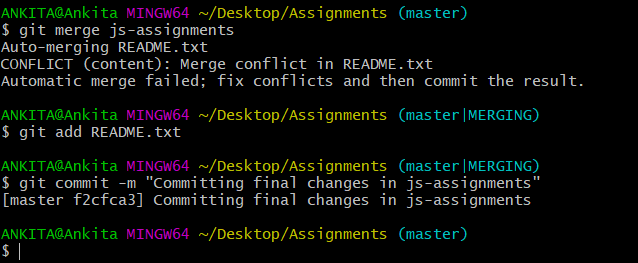 ANKITA@Ankita MINGW64 ~/Desktop/Assignments (master)
$ git merge js-assignments
Auto-merging README.txt
CONFLICT (content): Merge conflict in README.txt
Automatic merge failed; fix conflicts and then commit the result.
ANKITA@Ankita MINGW64 ~/Desktop/Assignments (master|MERGING)
$ git add README.txt
ANKITA@Ankita MINGW64 ~/Desktop/Assignments (master|MERGING)
$ git commit -m "Committing final changes in js-assignments"
[master f2cfca3] Committing final changes in js-assignments
ANKITA@Ankita MINGW64 ~/Desktop/Assignments (master)
$